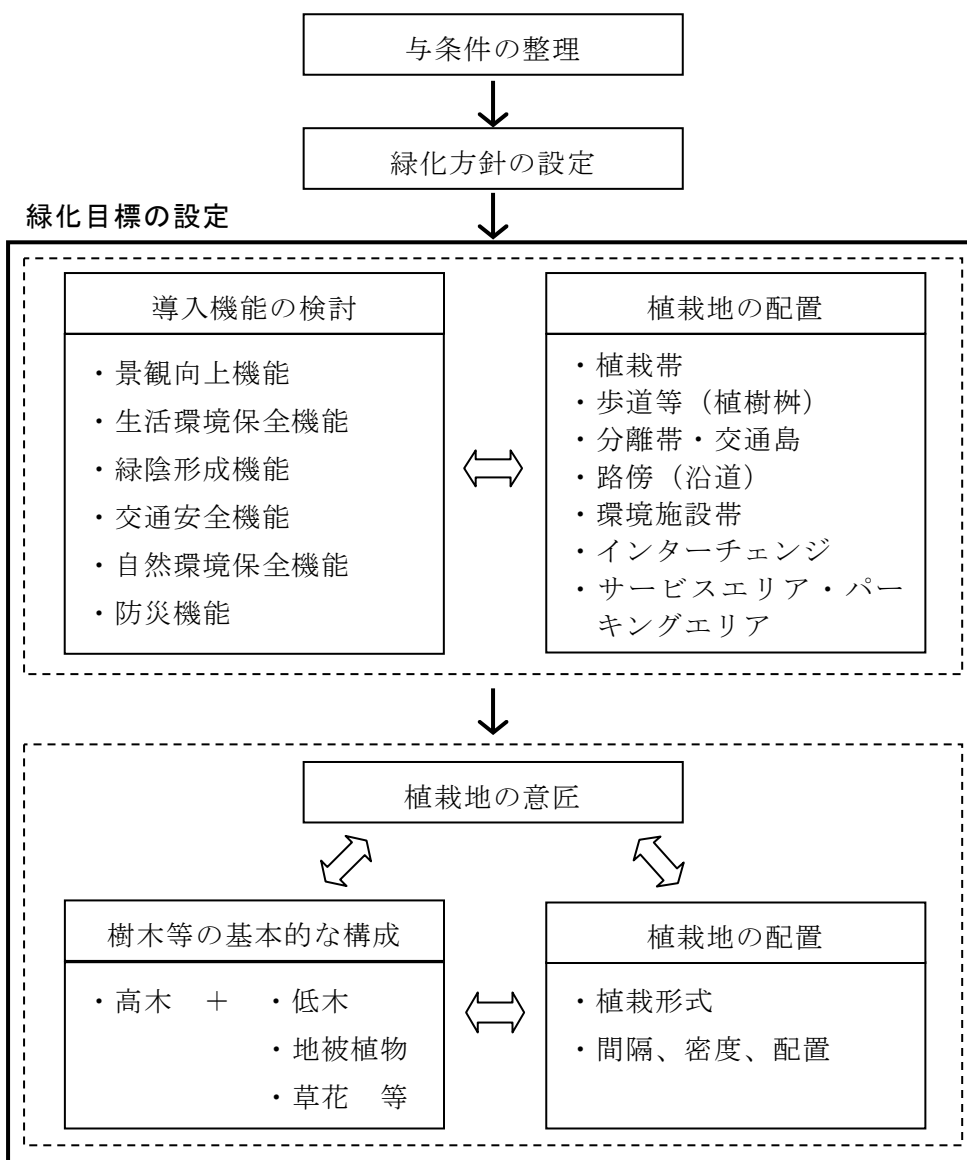 与条件の整理
緑化方針の設定
緑化目標の設定
導入機能の検討
・景観向上機能
・生活環境保全機能
・緑陰形成機能
・交通安全機能
・自然環境保全機能
・防災機能
植栽地の配置
・植栽帯
・歩道等（植樹桝）
・分離帯・交通島
・路傍（沿道）
・環境施設帯
・インターチェンジ
・サービスエリア・パー
キングエリア
植栽地の意匠
樹木等の基本的な構成
・高木　＋　・低木
・地被植物
・草花　等
植栽地の配置
・植栽形式
・間隔、密度、配置